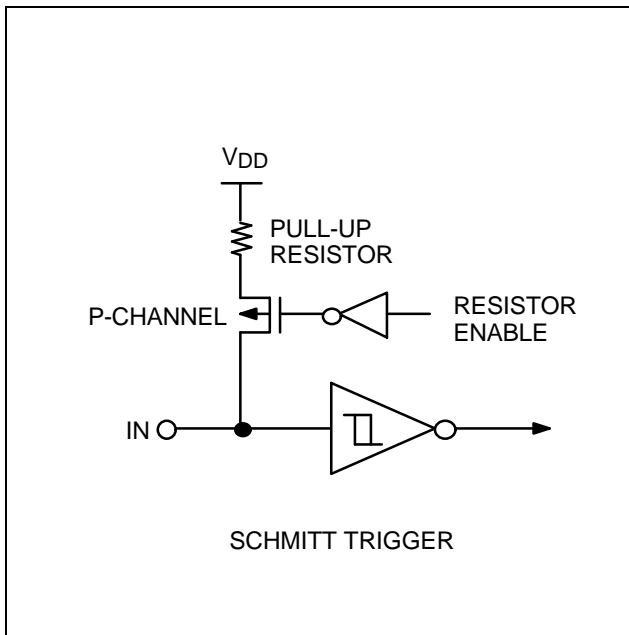 VDD
PULL-UP
RESISTOR
P-CHANNEL
RESISTOR
ENABLE
IN
SCHMITT TRIGGER